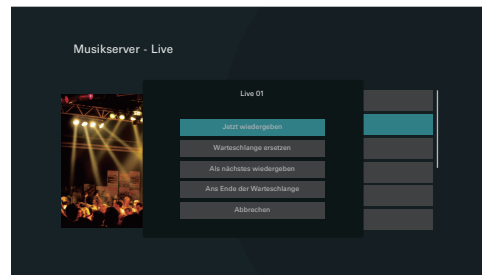 Musikserver - Live
Live 01
Jetzt wiedergeben
Warteschlange ersetzen
Als nächstes wiedergeben
Ans Ende der Warteschlange
Abbrechen